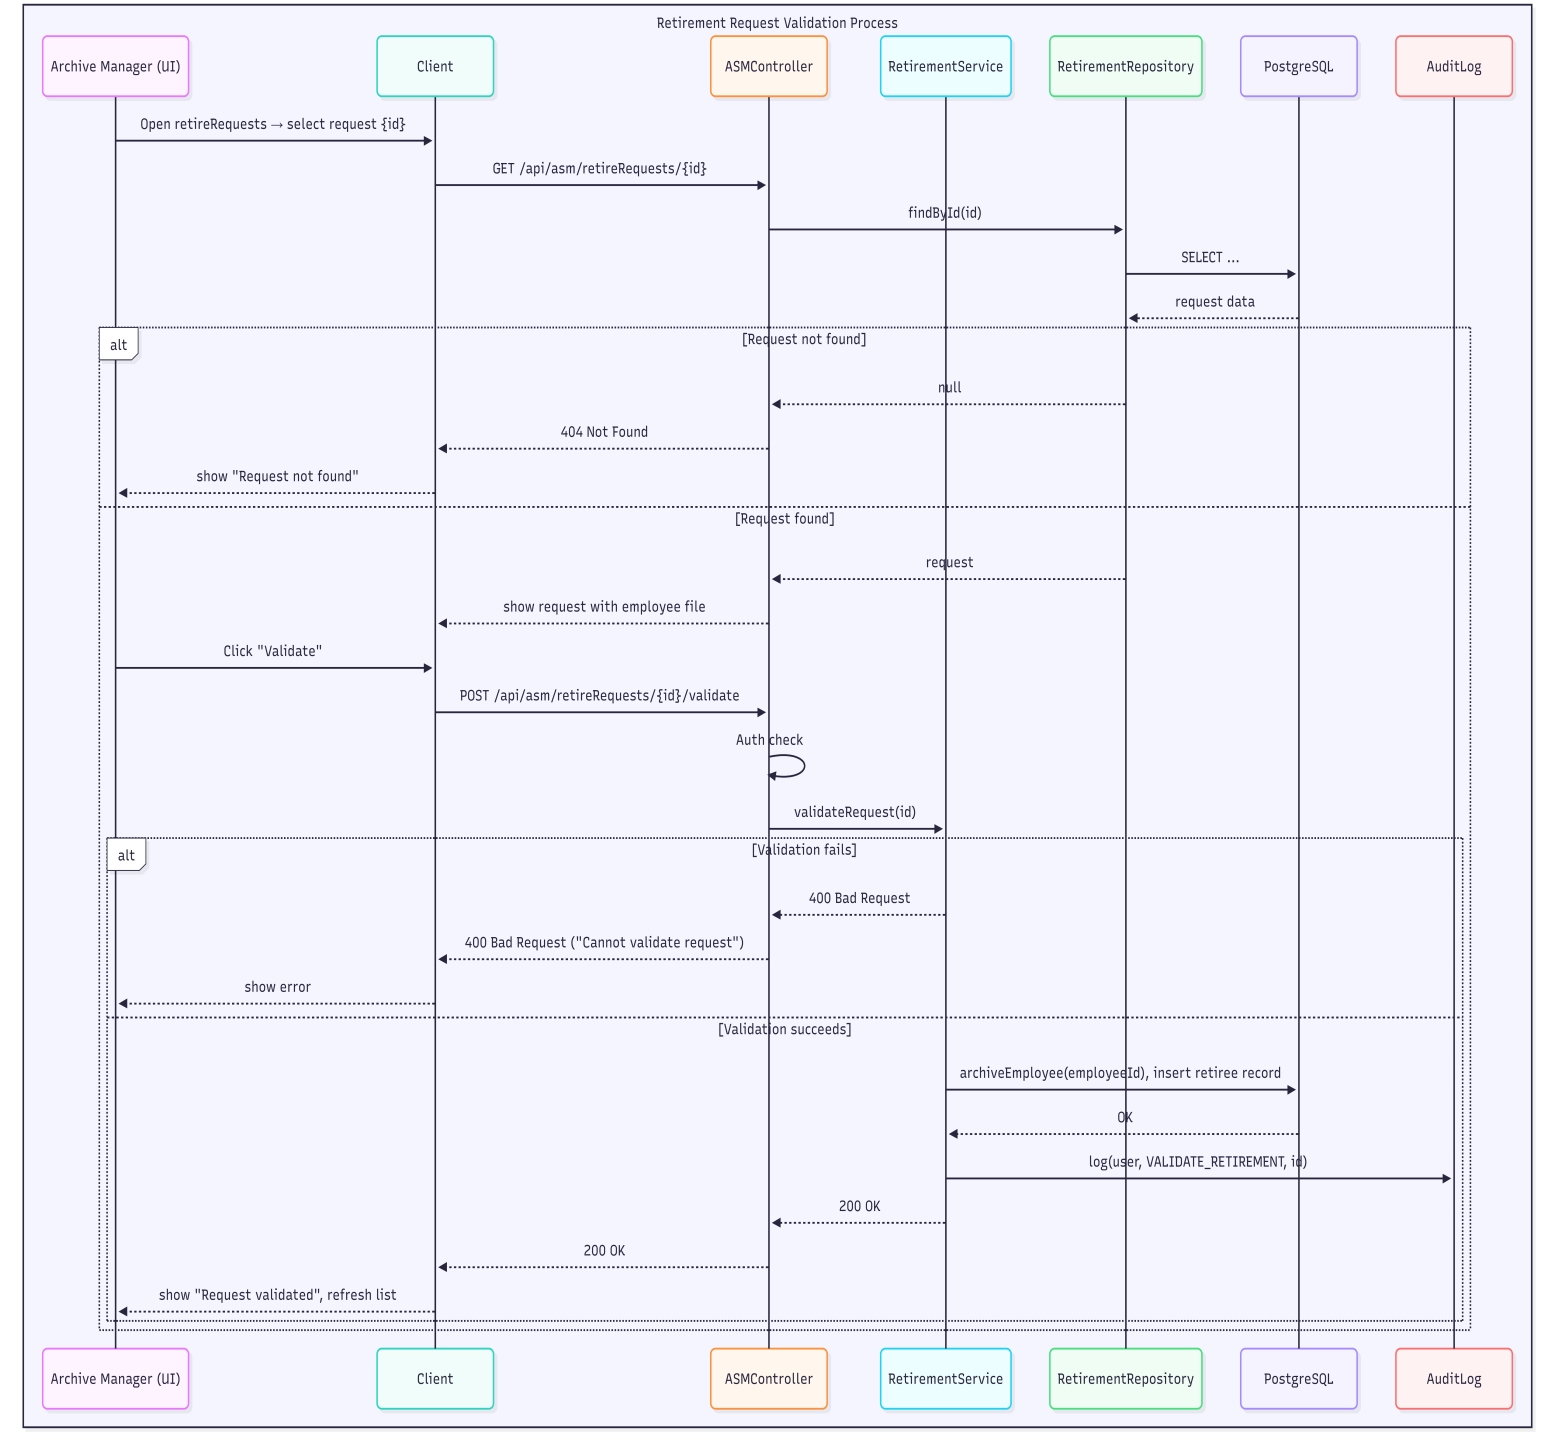 Retirement Request Validation Process
Archive Manager (UI)
Client
ASMController
RetirementService
RetirementRepository
PostgreSQL
AuditLog
Open retireRequests → select request {id}
GET /api/asm/retireRequests/{id}
findById(id)
SELECT ...
request data
alt
[Request not found]
null
404 Not Found
show "Request not found"
[Request found]
request
show request with employee file
Click "Validate"
POST /api/asm/retireRequests/{id}/validate
Auth check
validateRequest(id)
alt
[Validation fails]
400 Bad Request
400 Bad Request ("Cannot validate request")
show error
[Validation succeeds]
archiveEmployee(employeeId), insert retiree record
OK
log(user, VALIDATE_RETIREMENT, id)
200 OK
200 OK
show "Request validated", refresh list
Archive Manager (UI)
Client
ASMController
RetirementService
RetirementRepository
PostgreSQL
AuditLog